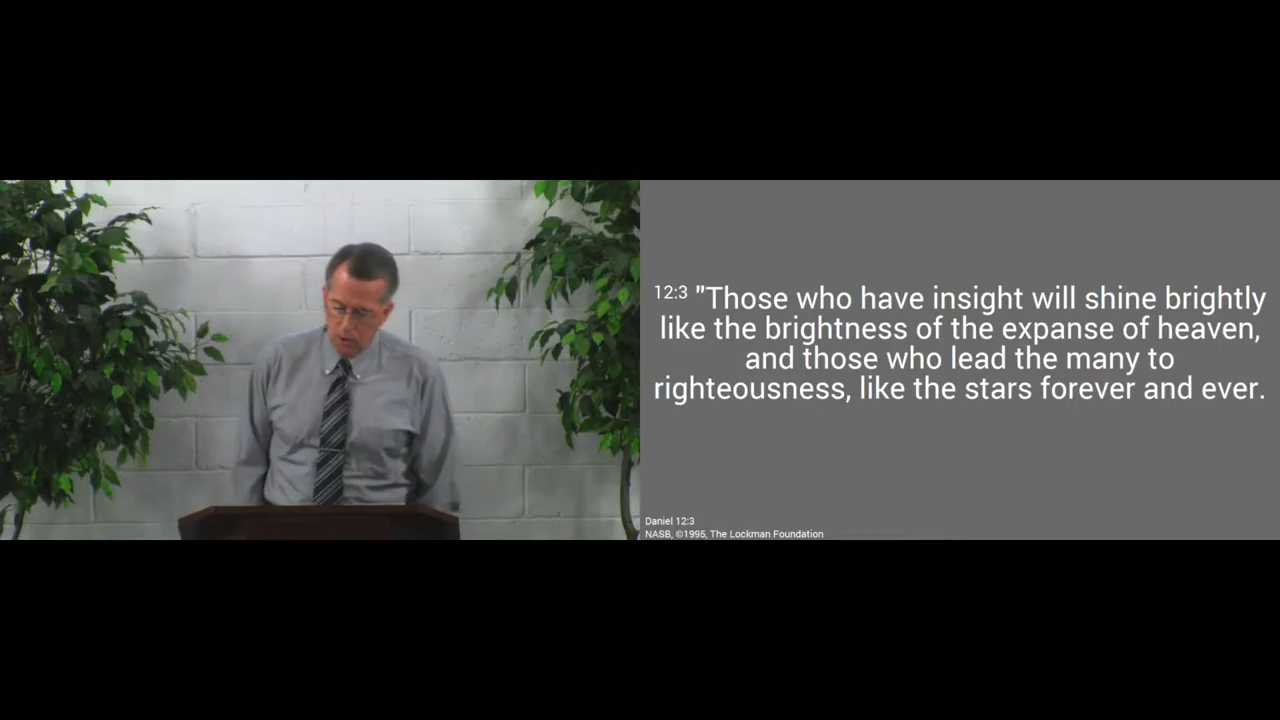 12:3 "Those who have insight will shine brightly
like the brightness of the expanse of heaven,
and those who lead the many to
righteousness, like the stars forever and ever.
Daniel 12:3
NASB, ©1995, The Lockman Foundation